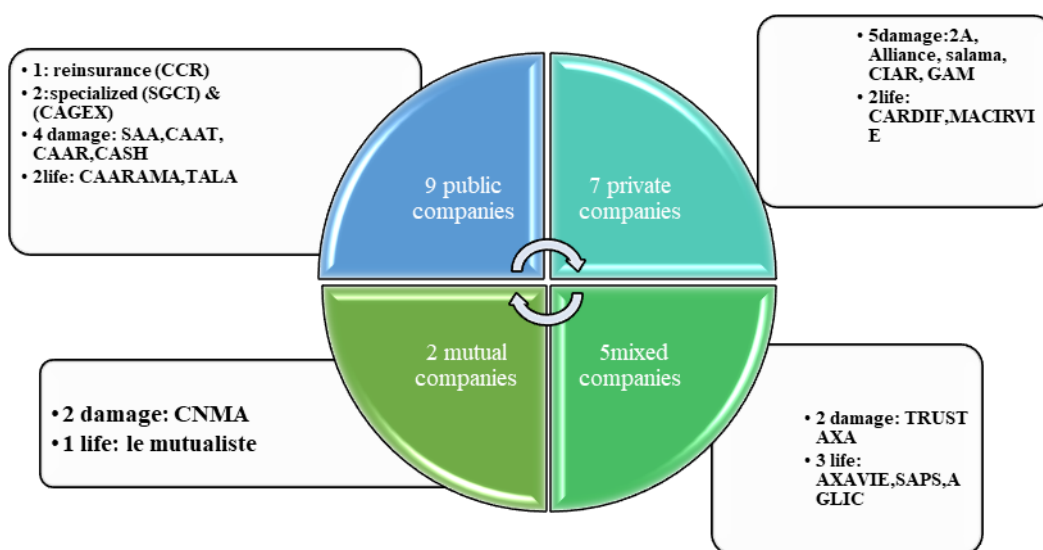 • 1: reinsurance (CCR)
• 2:specialized (SGCI) &
(CAGEX)
• 4 damage: SAA,CAAT,
CAAR,CASH
• 2life: CAARAMA,TALA
9 public
companies
7 private
companies
• 5damage:2A,
Alliance, salama,
CIAR, GAM
• 2life:
CARDIF,MACIRVI
E
2 mutual
companies
5mixed
companies
• 2 damage: CNMA
• 1 life: le mutualiste
• 2 damage: TRUST
AXA
• 3 life:
AXAVIE,SAPS,A
GLIC